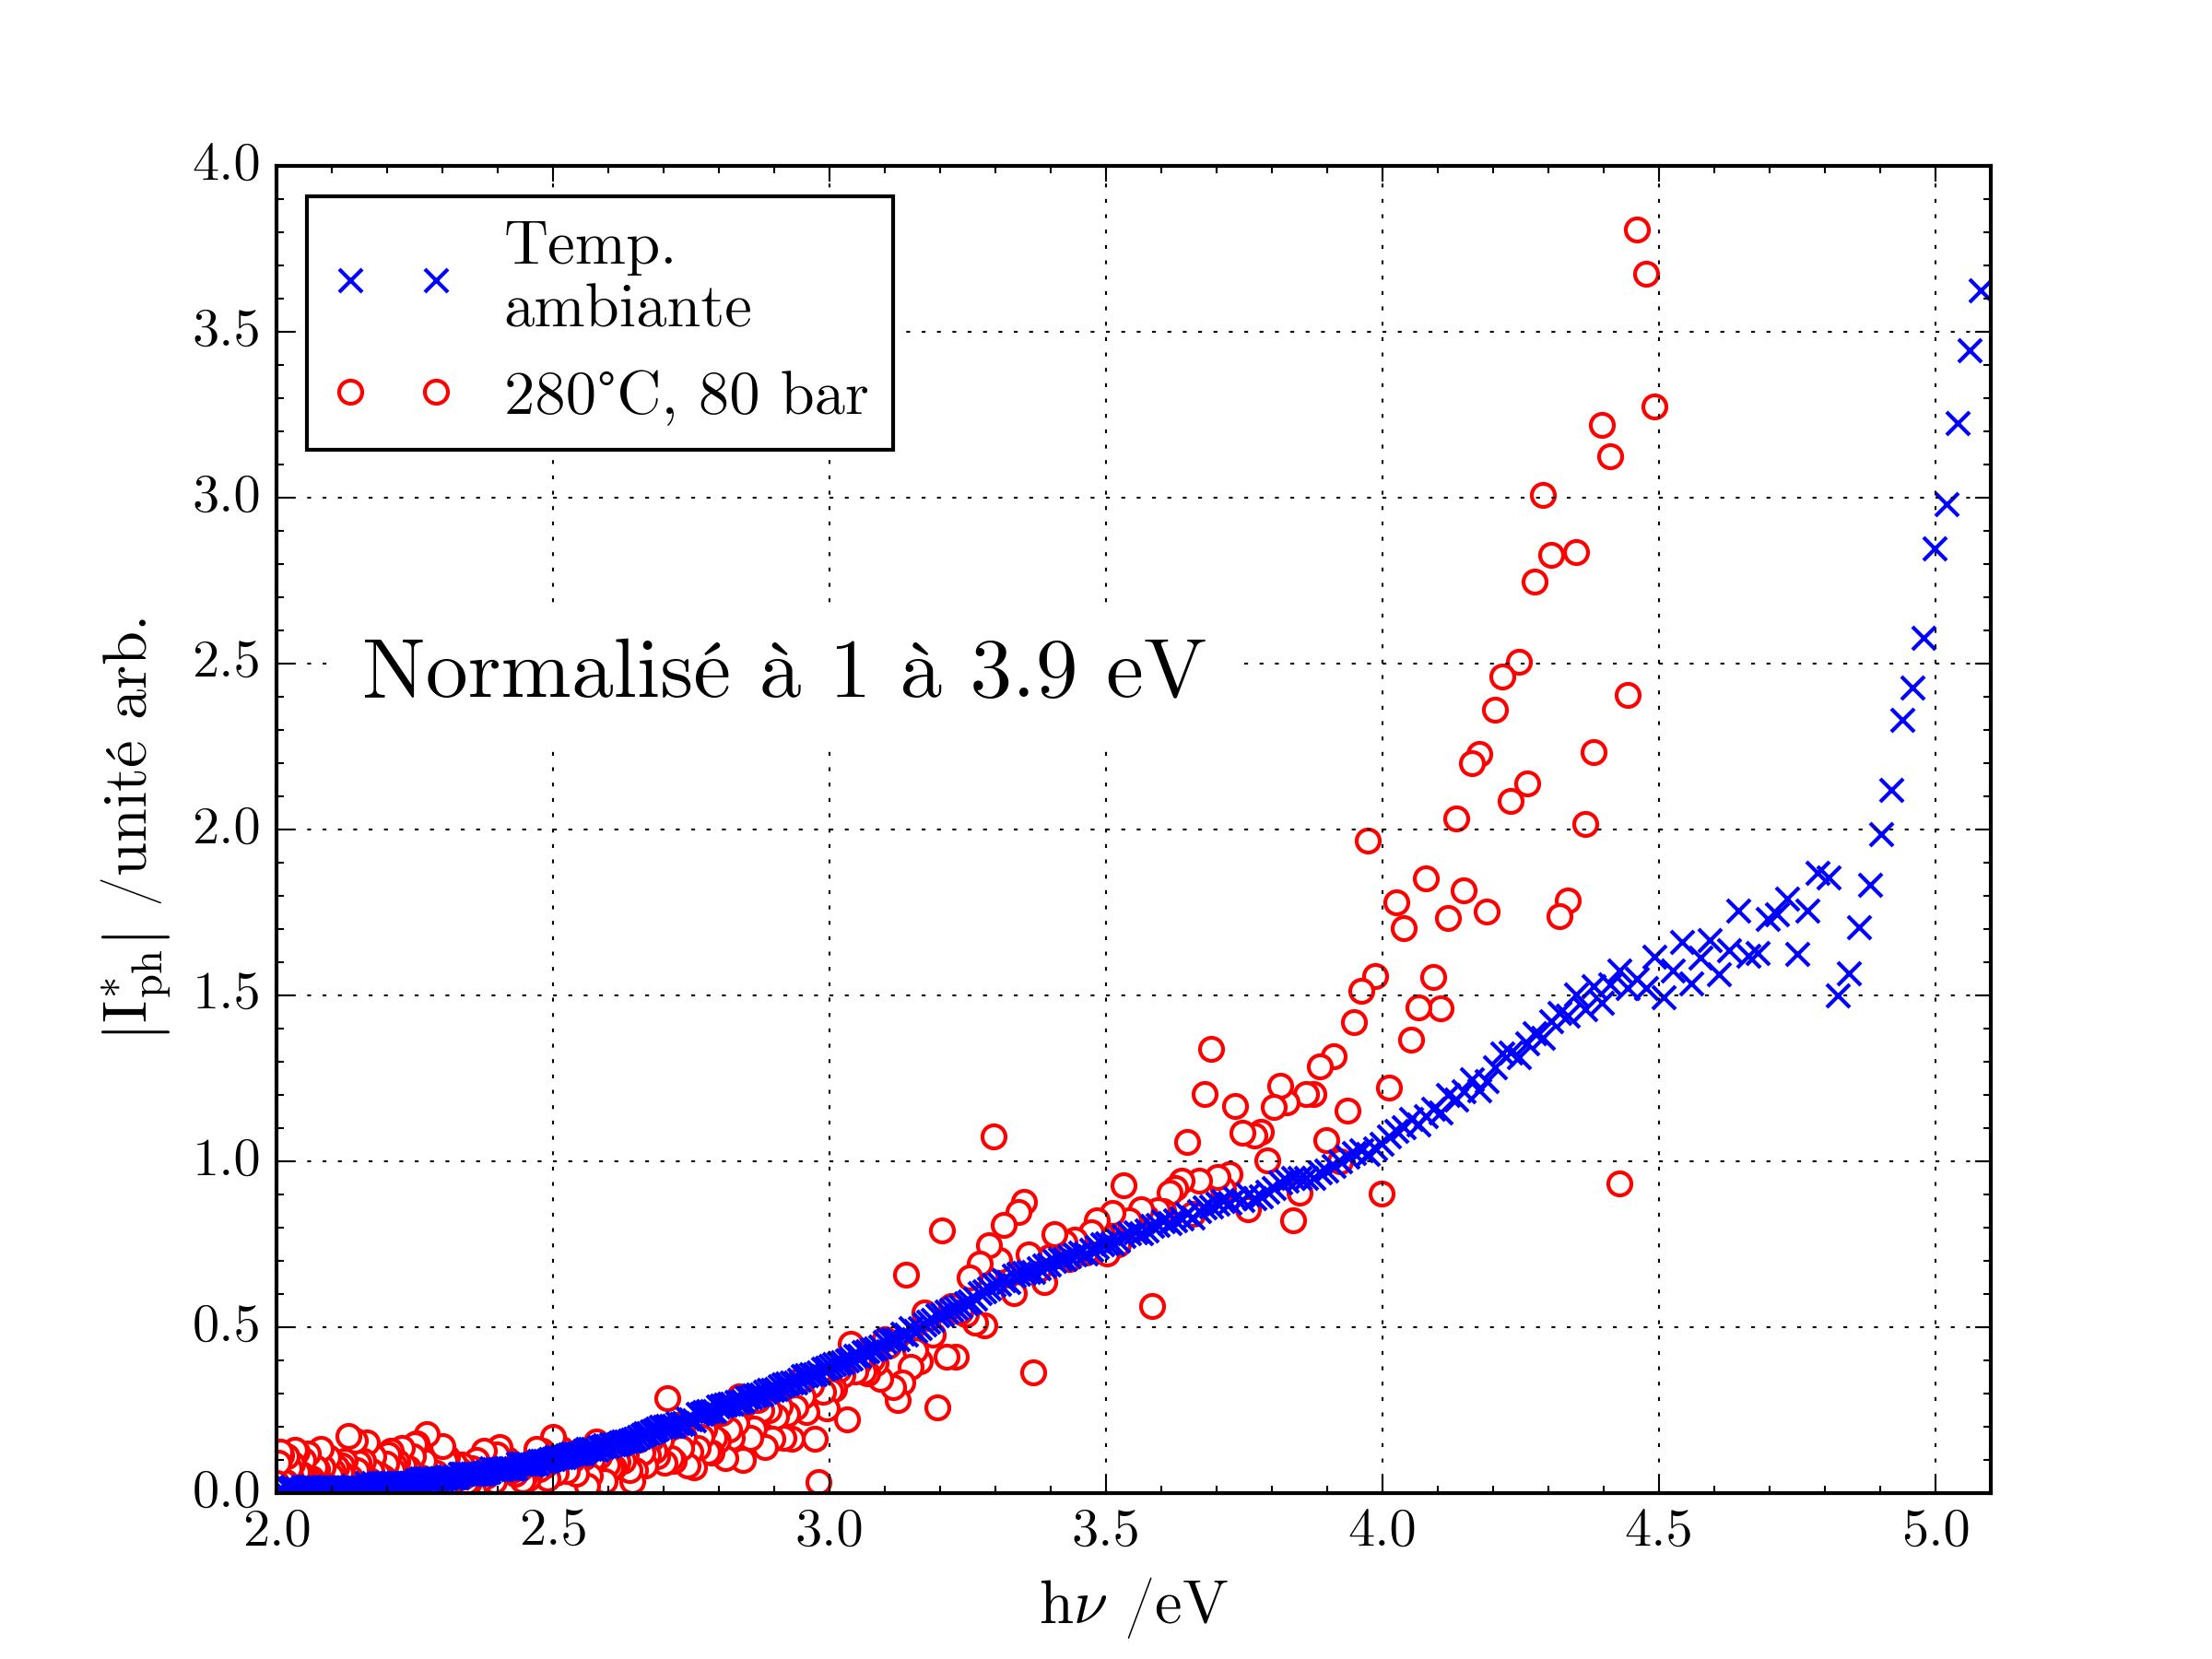 4.0
3.5
3.0
2.5
2.0
1.5
1.0
0.5
0.0
|I*ph| /unité arb.
Temp.
ambiante
280°C, 80 bar
Normalisé à 1 à 3.9 eV
2.0 2.5 3.0 3.5 4.0 4.5 5.0
hν /eV